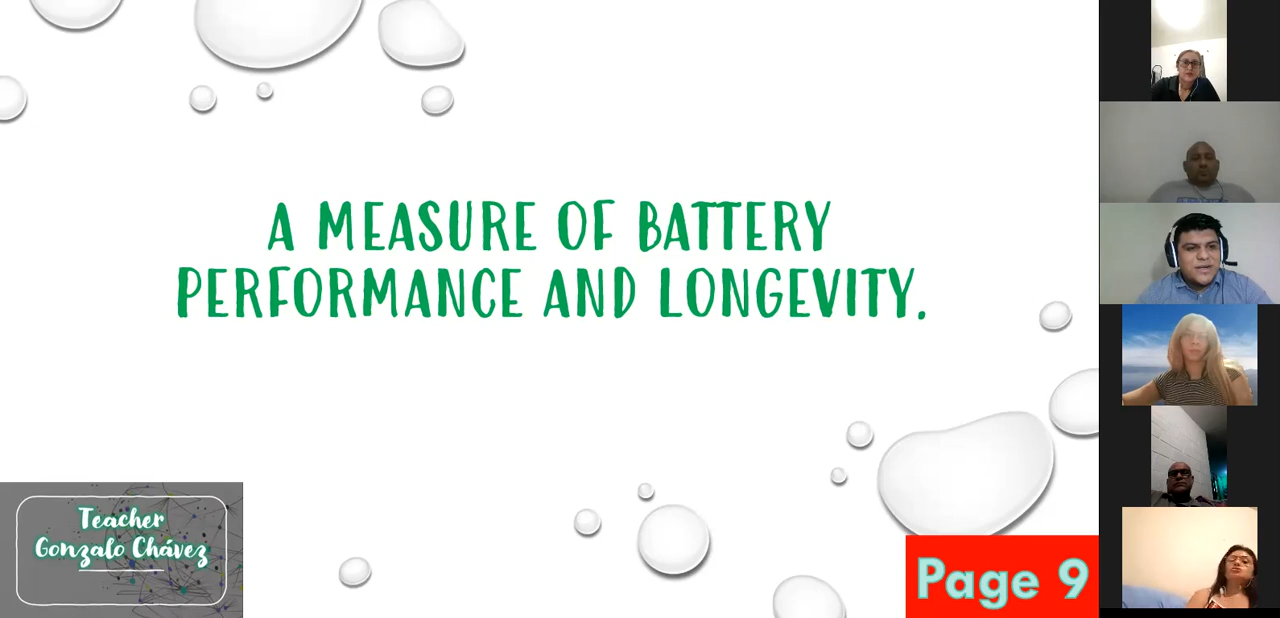 A MEASURE OF BATTERY
PERFORMANCE AND LONGEVITY.
Teacher
Gonzalo Chávez
Page 9